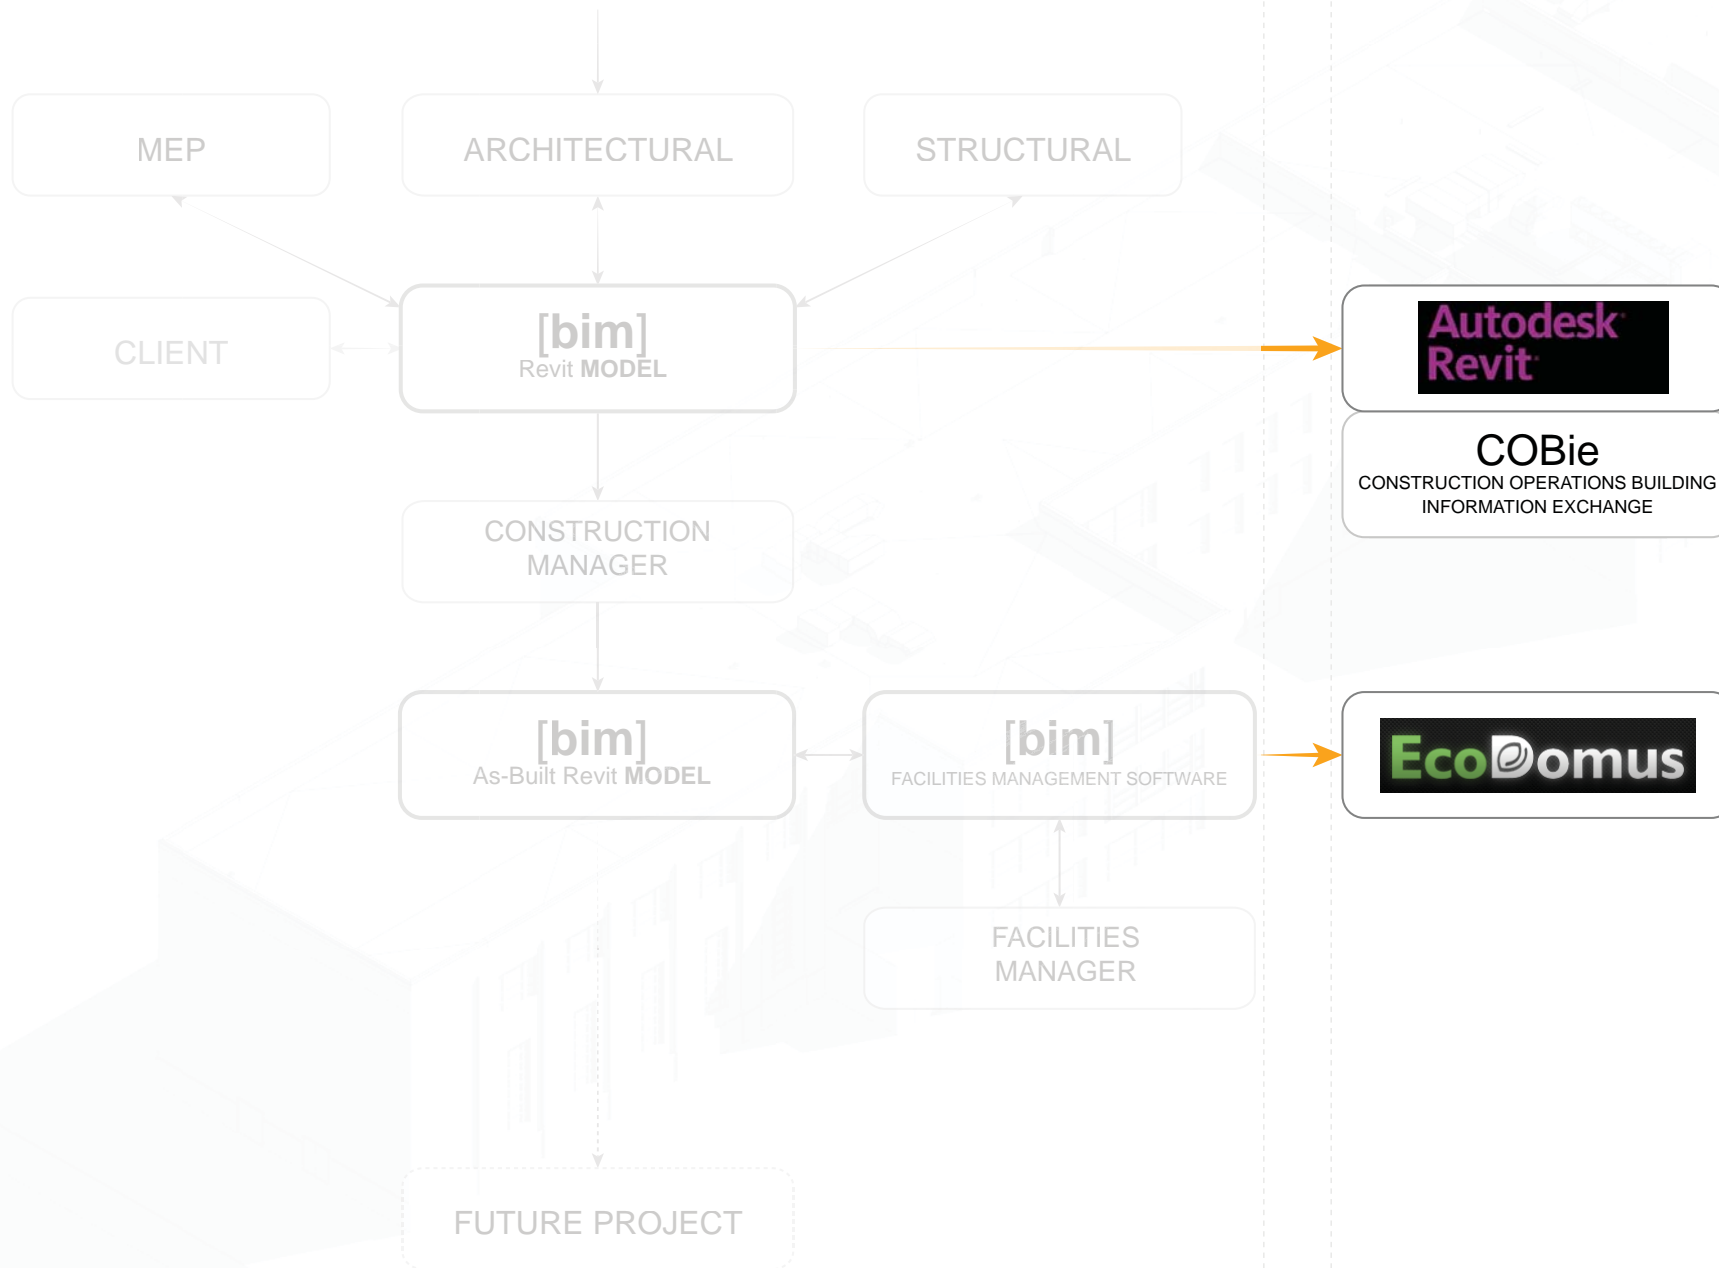 MEP
ARCHITECTURAL
STRUCTURAL
CLIENT
[bim]
Revit MODEL
Autodesk
Revit
COBie
CONSTRUCTION OPERATIONS BUILDING
INFORMATION EXCHANGE
CONSTRUCTION
MANAGER
[bim]
As-Built Revit MODEL
[bim]
FACILITIES MANAGEMENT SOFTWARE
EcoDomus
FACILITIES
MANAGER
FUTURE PROJECT